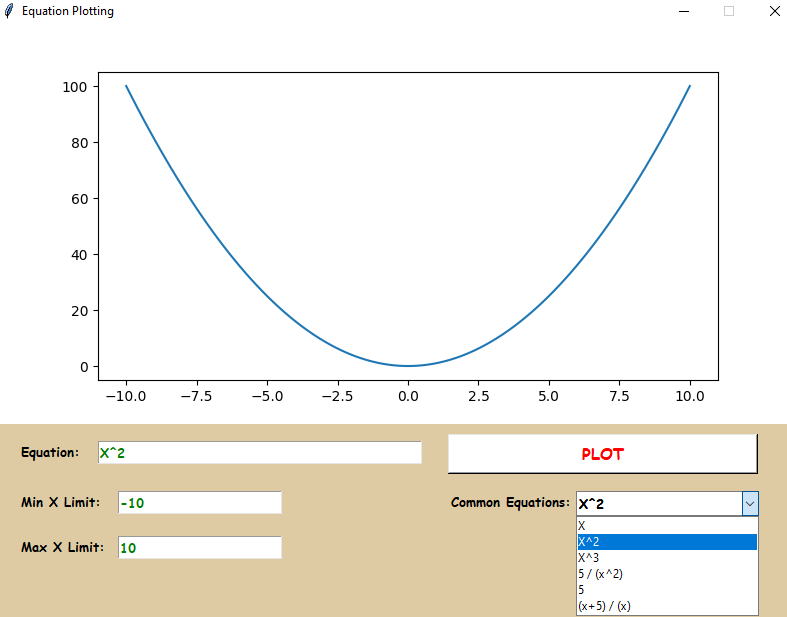 Equation Plotting
100
80
60
40
20
0
−10.0 −7.5 −5.0 −2.5 0.0 2.5 5.0 7.5 10.0
Equation: X^2 PLOT
Min X Limit: -10 Common Equations: X^2
X
X^2
Max X Limit: 10
X^3
5 / (x^2)
5
(x+5) / (x)